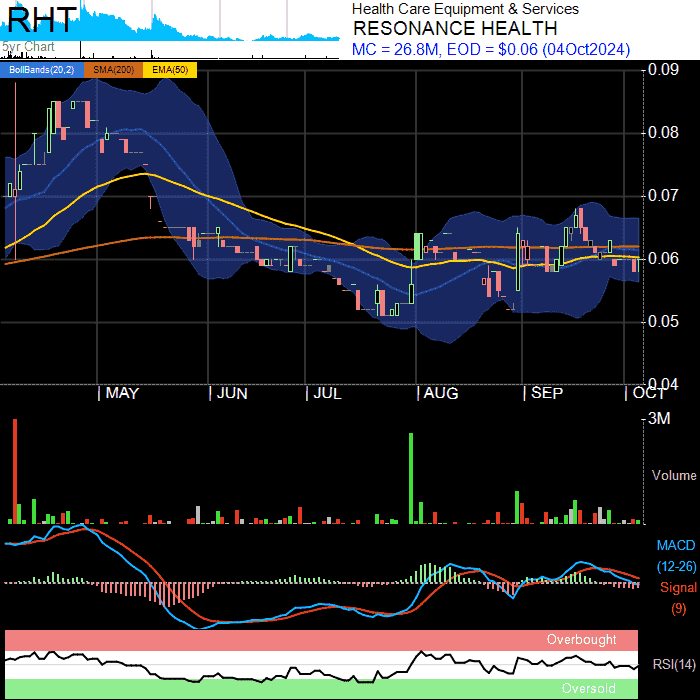 RHT
5yr Chart
Health Care Equipment & Services
RESONANCE HEALTH
MC = 26.8M, EOD = $0.06 (04Oct2024)
BollBands(20,2) SMA(200) EMA(50)
0.09
0.08
0.07
0.06
0.05
0.04
MAY JUN JUL AUG SEP OCT
3M
Volume
MACD
(12-26)
Signal
(9)
Overbought
RSI(14)
Oversold